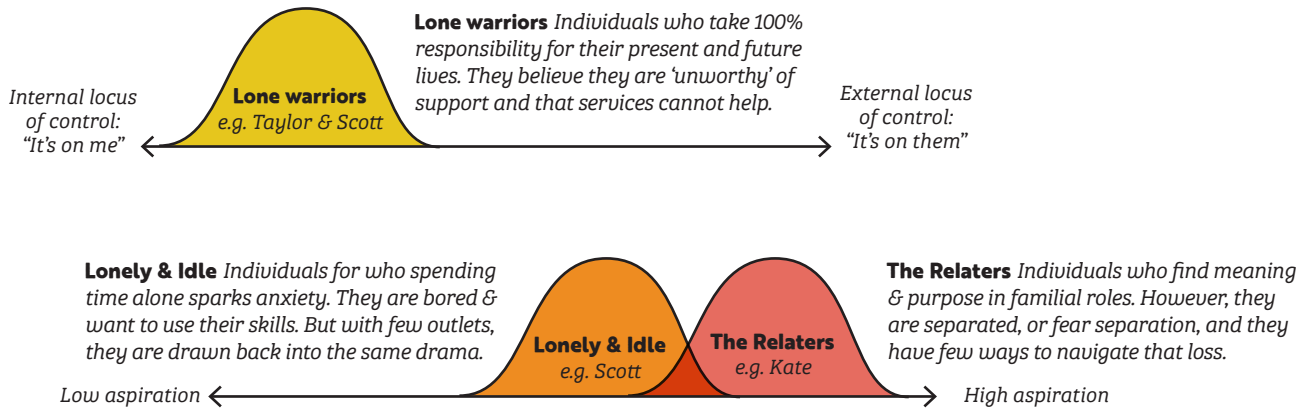 Lone warriors Individuals who take 100%
responsibility for their present and future
lives. They believe they are ‘unworthy’ of
support and that services cannot help.
Internal locus
of control:
“It’s on me”
Lone warriors
e.g. Taylor & Scott
External locus
of control:
“It’s on them”
Lonely & Idle Individuals for who spending
time alone sparks anxiety. They are bored &
want to use their skills. But with few outlets,
they are drawn back into the same drama.
Lonely & Idle
e.g. Scott
The Relaters
e.g. Kate
The Relaters Individuals who find meaning
& purpose in familial roles. However, they
are separated, or fear separation, and they
have few ways to navigate that loss.
Low aspiration
High aspiration